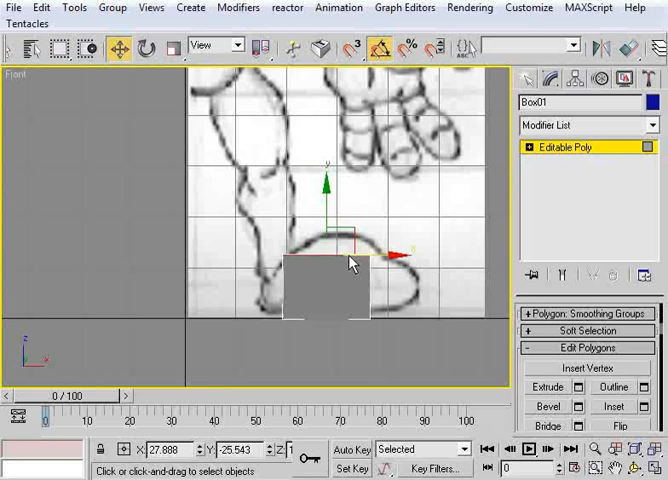 File Edit Tools Group Views Create Modifiers reactor Animation Graph Editors Rendering Customize MAXScript Help
Tentacles
View
Front
y
x
z
x
Box01
Modifier List
Editable Poly
+ Polygon: Smoothing Groups
+ Soft Selection
- Edit Polygons
Insert Vertex
Extrude Outline
Bevel Inset
Bridge Flip
0 / 100
0 10 20 30 40 50 60 70 80 90 100
X: 27.888 Y: -25.543 Z: 1
Auto Key Selected
Click or click-and-drag to select objects
Set Key Key Filters... 0